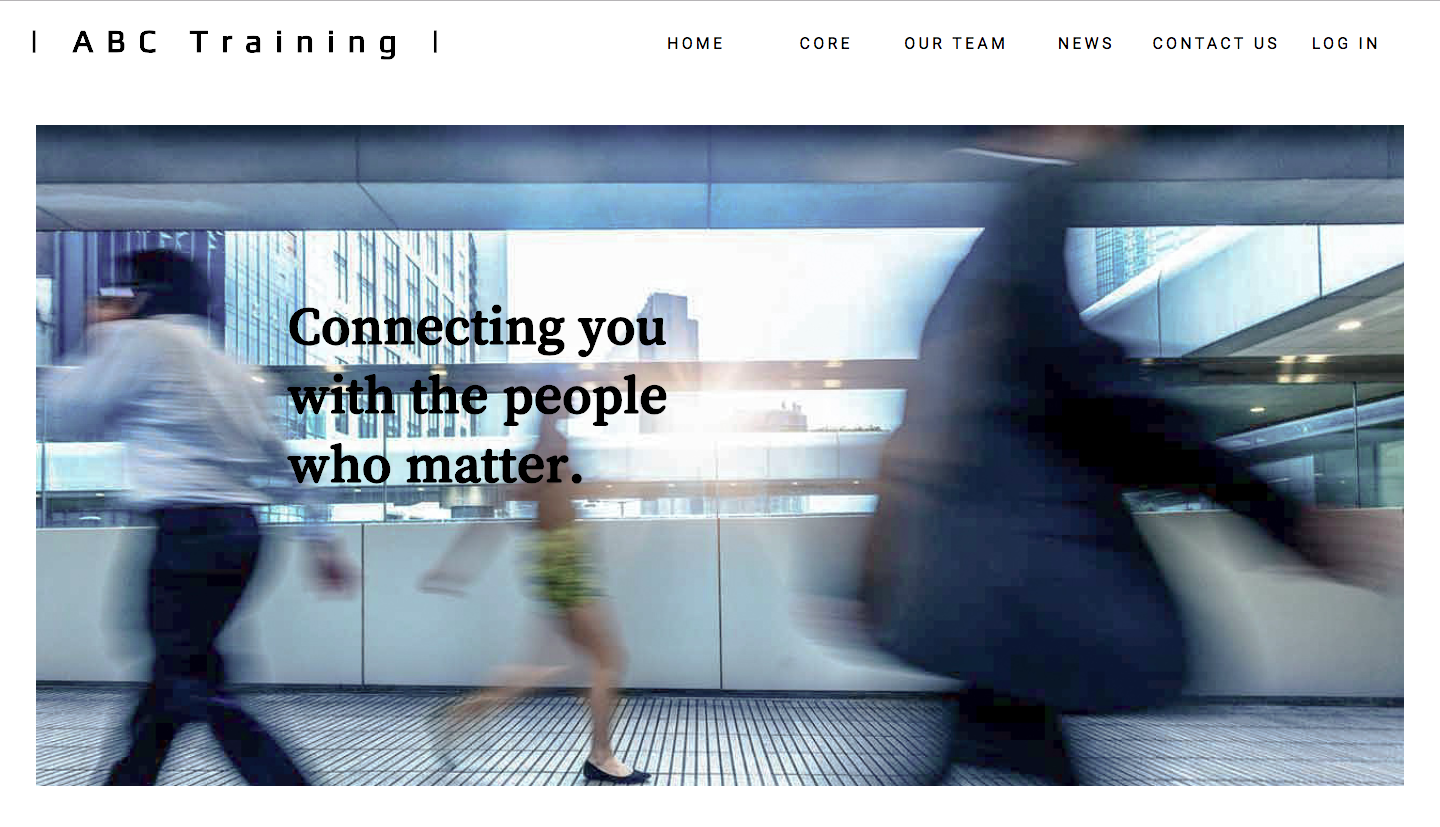 | ABC Training |
HOME CORE OUR TEAM NEWS CONTACT US LOG IN
Connecting you
with the people
who matter.